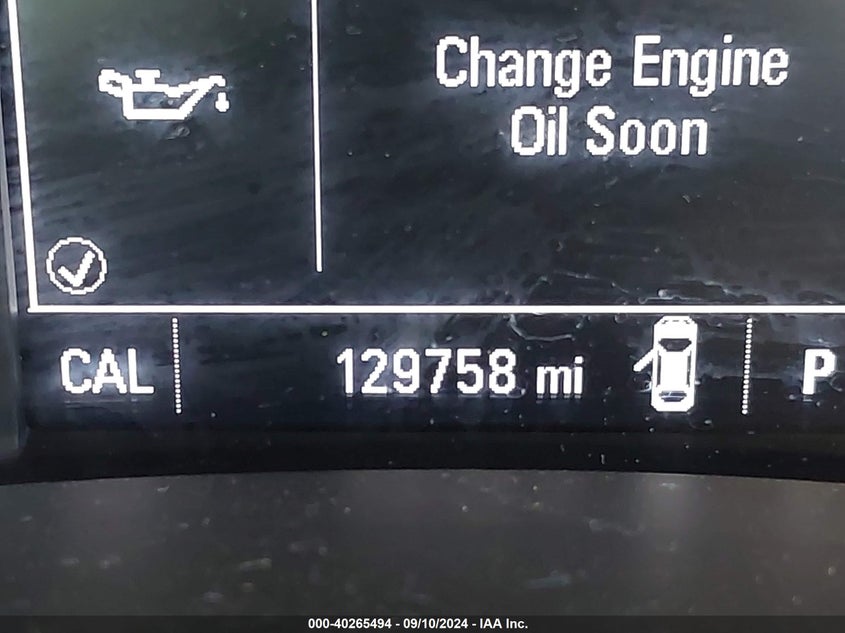 Change Engine
Oil Soon
CAL
129758 mi
P
000-40265494 - 09/10/2024 - IAA Inc.